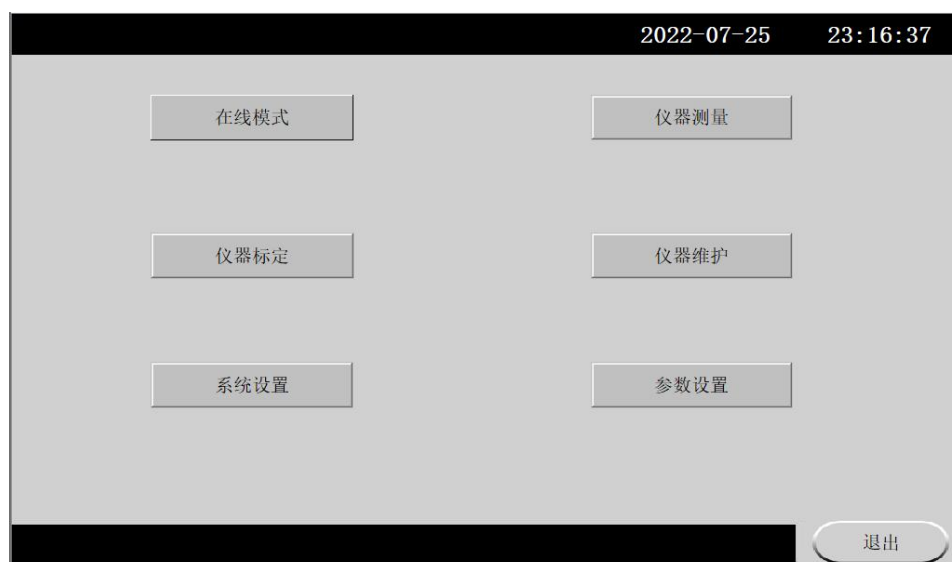 2022-07-25 23:16:37
在线模式 仪器测量
仪器标定 仪器维护
系统设置 参数设置
退出